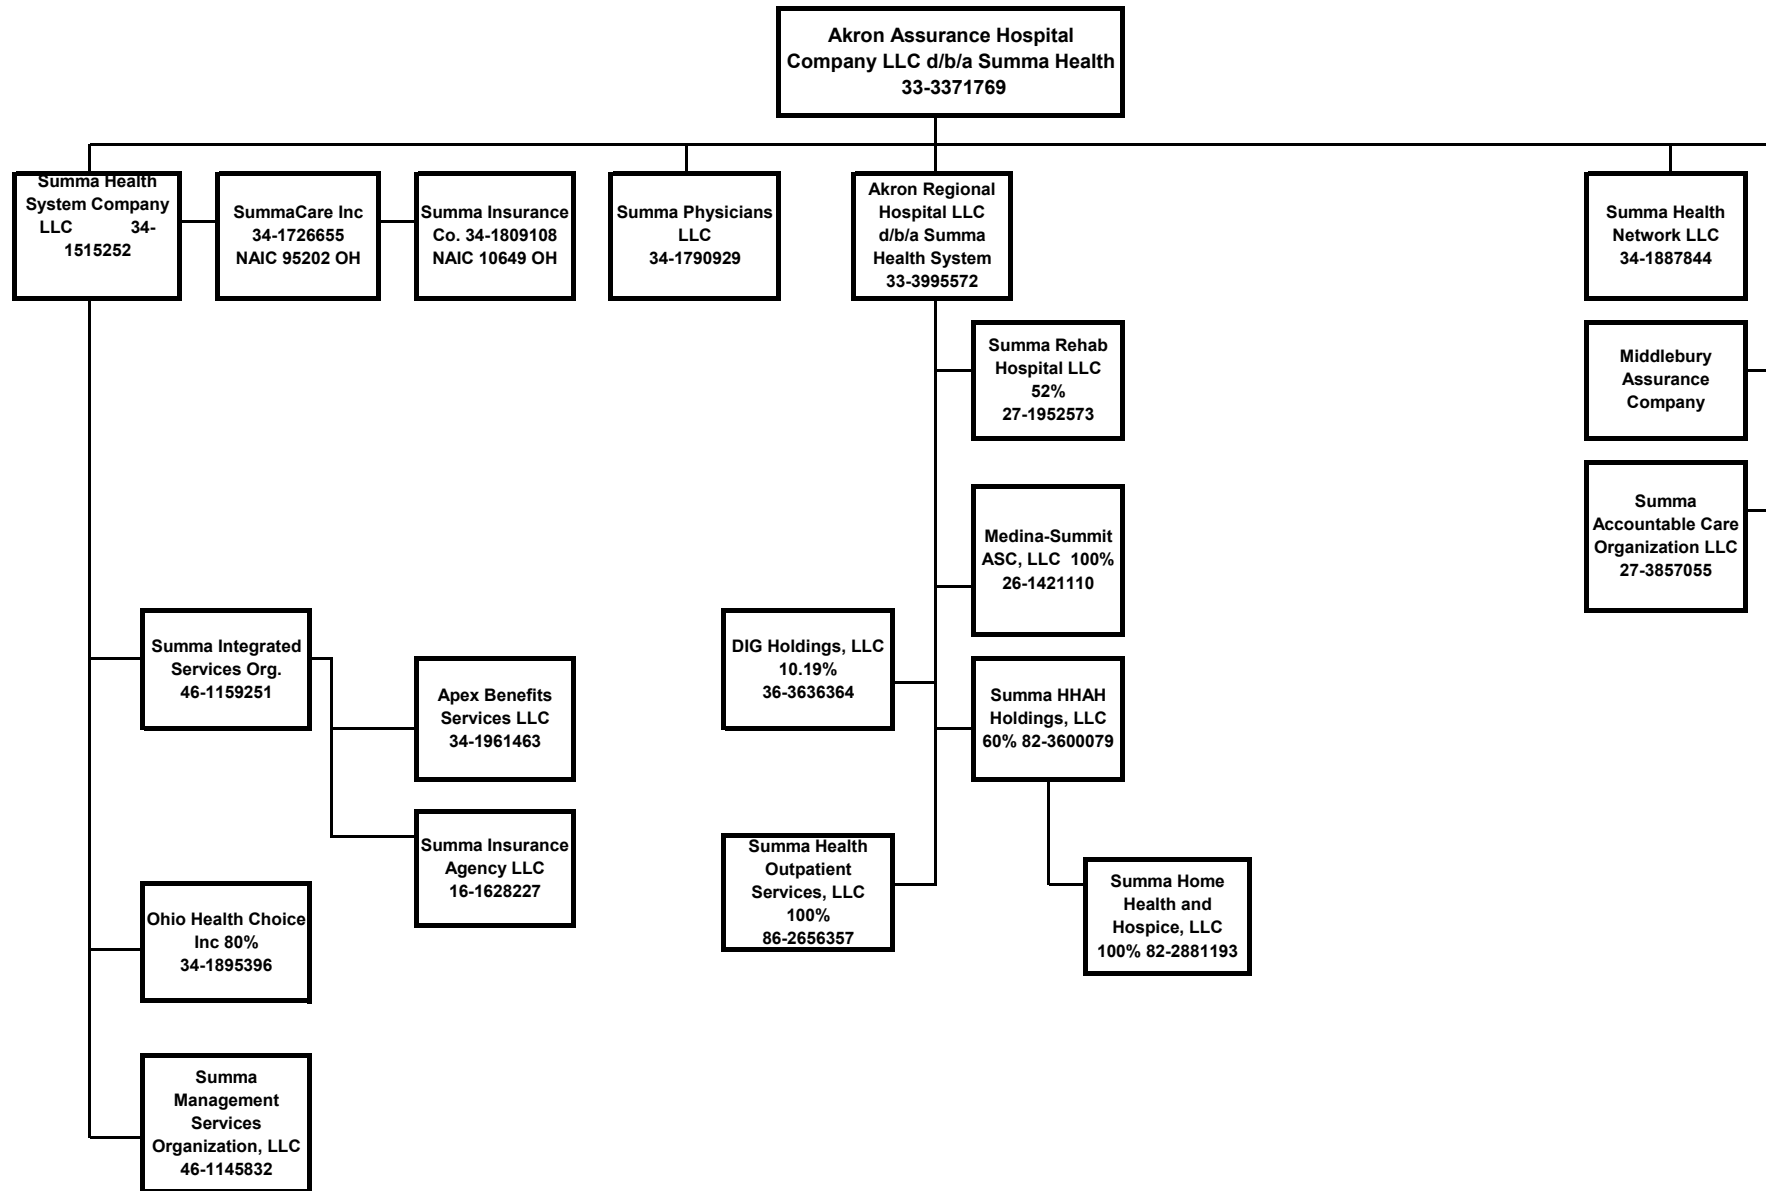 Akron Assurance Hospital
Company LLC d/b/a Summa Health
33-3371769
Summa Health
System Company
LLC 34-
1515252
SummaCare Inc
34-1726655
NAIC 95202 OH
Summa Insurance
Co. 34-1809108
NAIC 10649 OH
Summa Physicians
LLC
34-1790929
Akron Regional
Hospital LLC
d/b/a Summa
Health System
33-3995572
Summa Health
Network LLC
34-1887844
Summa Rehab
Hospital LLC
52%
27-1952573
Middlebury
Assurance
Company
Medina-Summit
ASC, LLC 100%
26-1421110
Summa
Accountable Care
Organization LLC
27-3857055
Summa Integrated
Services Org.
46-1159251
Apex Benefits
Services LLC
34-1961463
DIG Holdings, LLC
10.19%
36-3636364
Summa HHAH
Holdings, LLC
60% 82-3600079
Summa Insurance
Agency LLC
16-1628227
Summa Health
Outpatient
Services, LLC
100%
86-2656357
Summa Home
Health and
Hospice, LLC
100% 82-2881193
Ohio Health Choice
Inc 80%
34-1895396
Summa
Management
Services
Organization, LLC
46-1145832